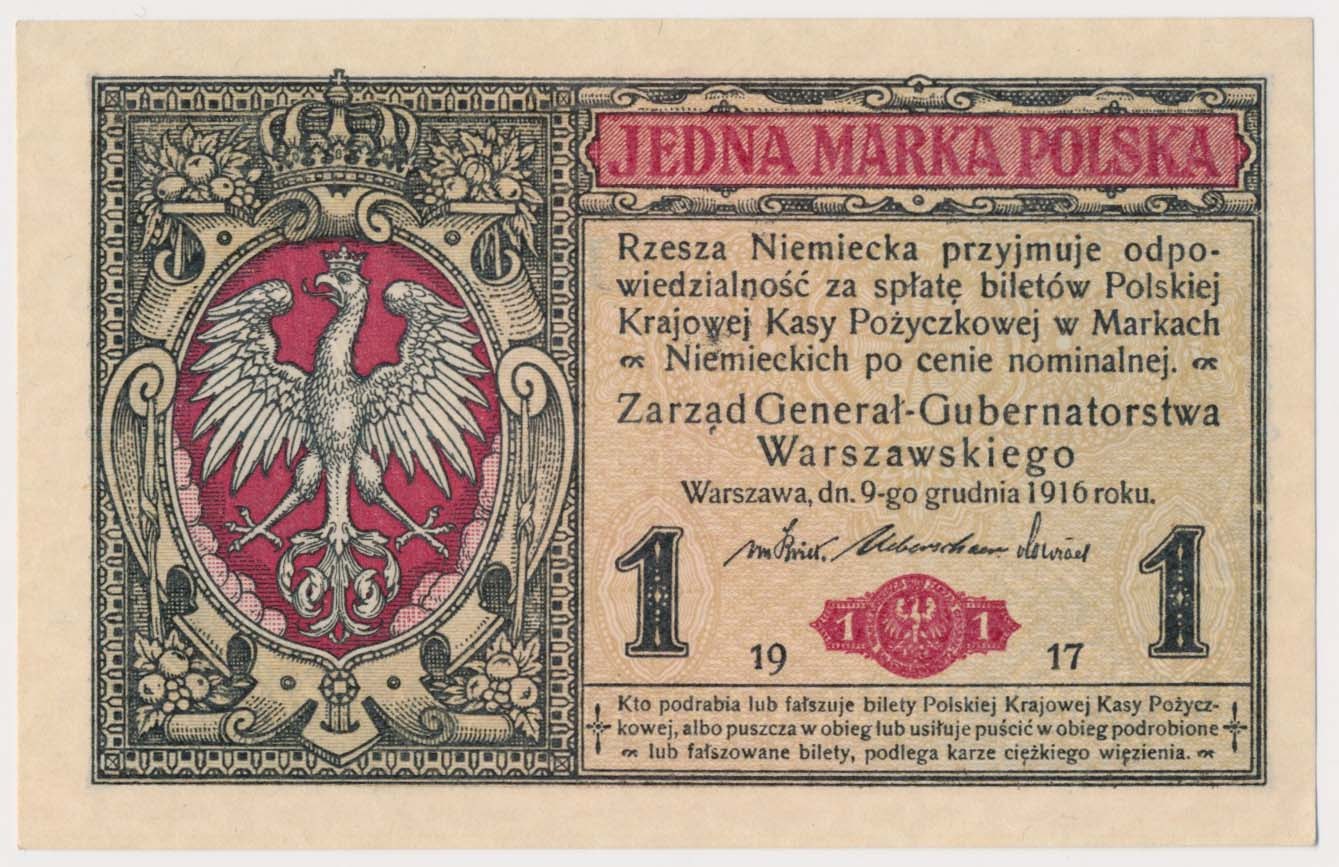 JEDNA MARKA POLSKA
Rzesza Niemiecka przyjmuje odpo-
wiedzialność za spłatę biletów Polskiej
Krajowej Kasy Pożyczkowej w Markach
Niemieckich po cenie nominalnej.
Zarząd Generał-Gubernatorstwa
Warszawskiego
Warszawa, dn. 9-go grudnia 1916 roku.
1 1
1 1
19 17
Kto podrabia lub fałszuje bilety Polskiej Krajowej Kasy Pożycz-
kowej, albo puszcza w obieg lub usiłuje puścić w obieg podrobione
lub fałszowane bilety, podlega karze ciężkiego więzienia.